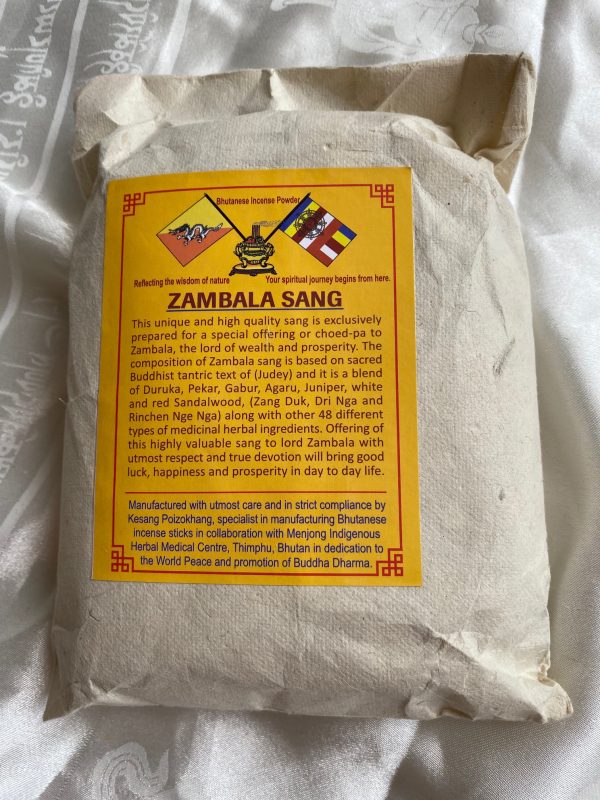 Bhutanese Incense Powder
Reflecting the wisdom of nature
Your spiritual journey begins from here.
ZAMBALA SANG
This unique and high quality sang is exclusively
prepared for a special offering or choed-pa to
Zambala, the lord of wealth and prosperity. The
composition of Zambala sang is based on sacred
Buddhist tantric text of (Judey) and it is a blend
of Duruka, Pekar, Gabur, Agaru, Juniper, white
and red Sandalwood, (Zang Duk, Dri Nga and
Rinchen Nge Nga) along with other 48 different
types of medicinal herbal ingredients. Offering of
this highly valuable sang to lord Zambala with
utmost respect and true devotion will bring good
luck, happiness and prosperity in day to day life.
Manufactured with utmost care and in strict compliance by
Kesang Poizokhang, specialist in manufacturing Bhutanese
incense sticks in collaboration with Menjong Indigenous
Herbal Medical Centre, Thimphu, Bhutan in dedication to
the World Peace and promotion of Buddha Dharma.